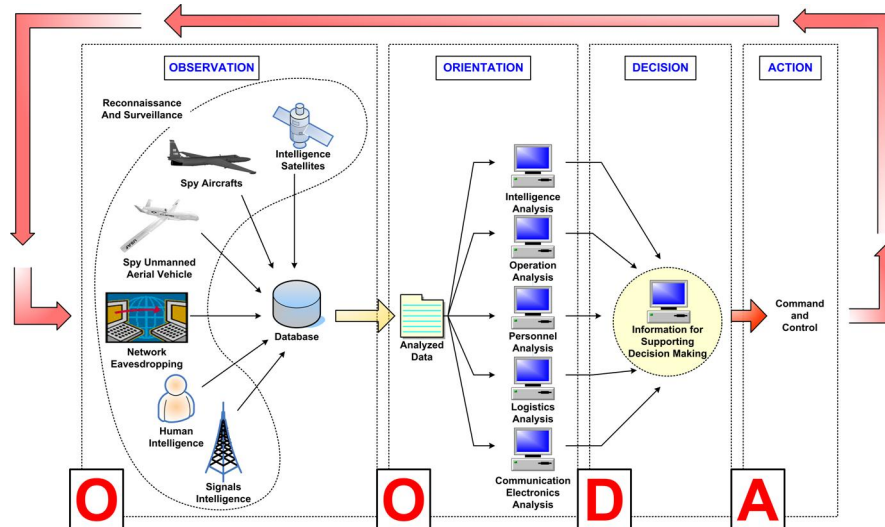 OBSERVATION
ORIENTATION
DECISION
ACTION
Reconnaissance
And Surveillance
Intelligence
Satellites
Spy Aircrafts
Spy Unmanned
Aerial Vehicle
Network
Eavesdropping
Human
Intelligence
Signals
Intelligence
Database
Analyzed
Data
Intelligence
Analysis
Operation
Analysis
Personnel
Analysis
Logistics
Analysis
Communication
Electronics
Analysis
Information for
Supporting
Decision Making
Command
and
Control
O
O
D
A